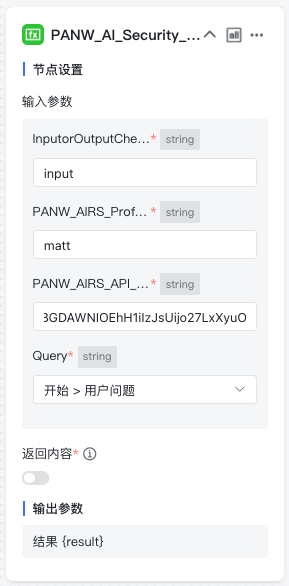 PANW_AI_Security_...
节点设置
输入参数
InputorOutputChe...* string
input
PANW_AIRS_Prof...* string
matt
PANW_AIRS_API_...* string
开始 > 用户问题
Query* string
返回内容*
输出参数
结果 {result}